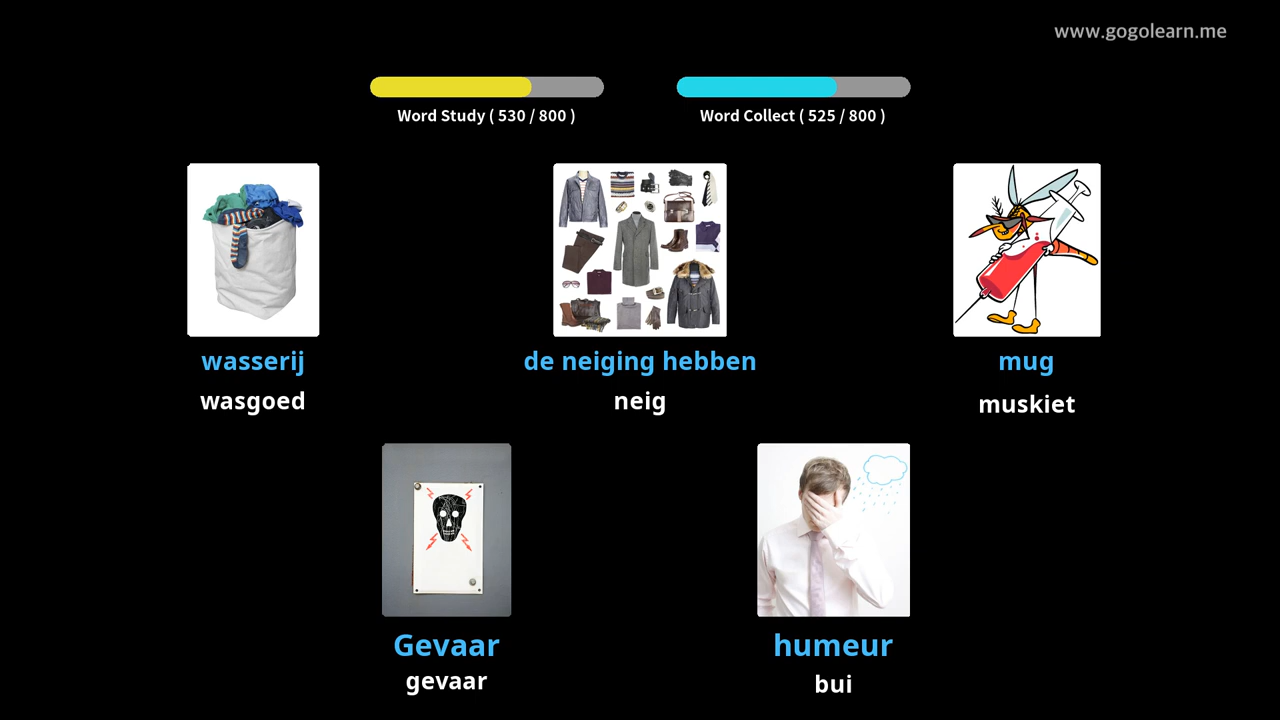 www.gogolearn.me
Word Study ( 530 / 800 )
Word Collect ( 525 / 800 )
wasserij
wasgoed
de neiging hebben
neig
mug
muskiet
Gevaar
gevaar
humeur
bui